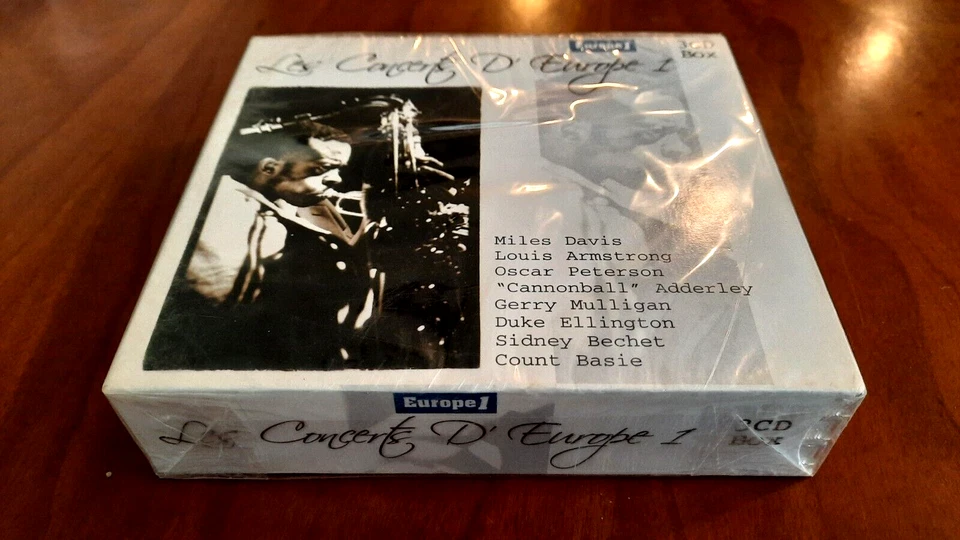 Europe1
3CD
Box
Les Concerts D' Europe 1
Miles Davis
Louis Armstrong
Oscar Peterson
“Cannonball” Adderley
Gerry Mulligan
Duke Ellington
Sidney Bechet
Count Basie
Europe1
Les Concerts D' Europe 1
3CD
Box